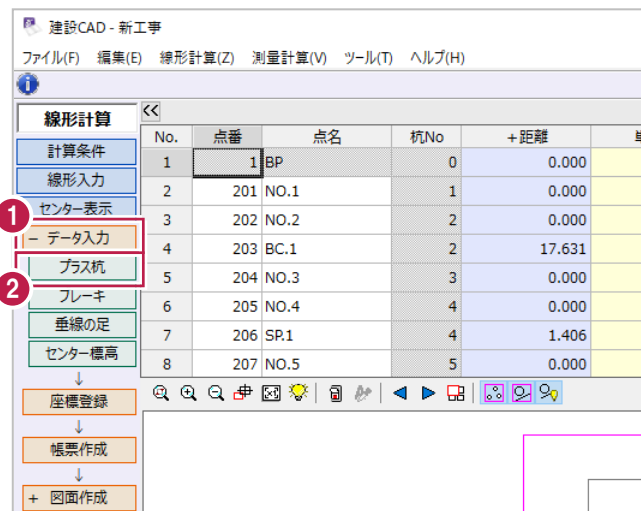 建設CAD - 新工事
ファイル(F) 編集(E) 線形計算(Z) 測量計算(V) ツール(T) ヘルプ(H)
線形計算
計算条件
線形入力
センター表示
1
− データ入力
2
プラス杭
ブレーキ
垂線の足
センター標高
↓
座標登録
↓
帳票作成
↓
+ 図面作成
<<
No. 点番 点名 杭No +距離
1 1 BP 0 0.000
2 201 NO.1 1 0.000
3 202 NO.2 2 0.000
4 203 BC.1 2 17.631
5 204 NO.3 3 0.000
6 205 NO.4 4 0.000
7 206 SP.1 4 1.406
8 207 NO.5 5 0.000